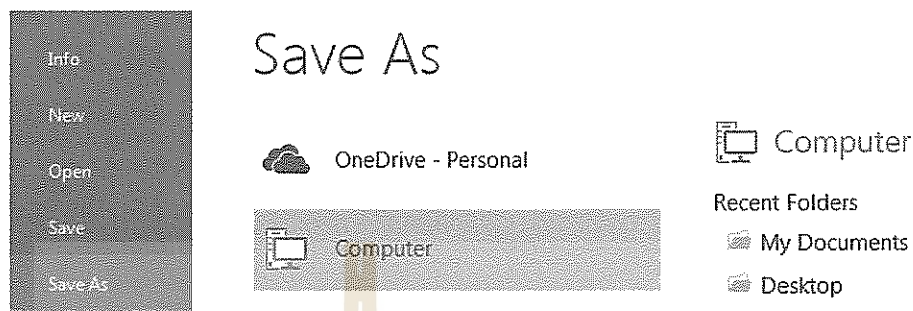 Info
New
Open
Save
Save As
Save As
OneDrive - Personal
Computer
Computer
Recent Folders
My Documents
Desktop